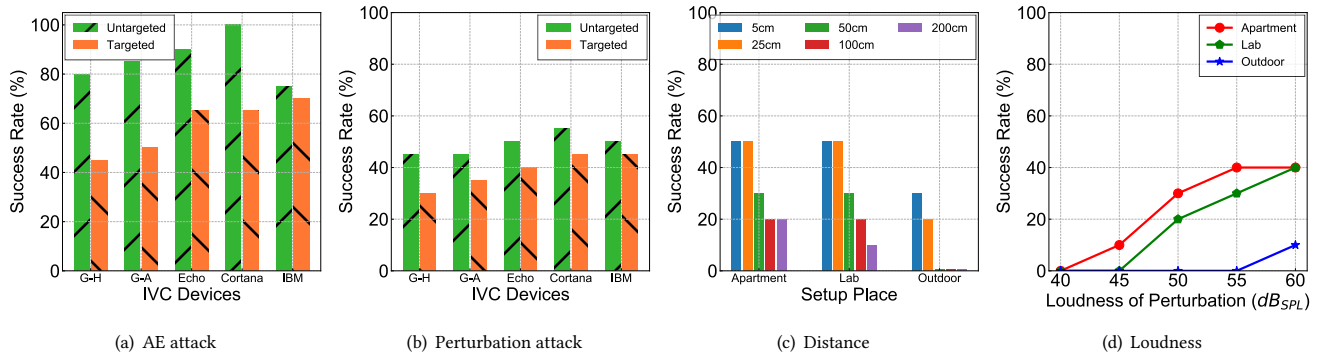 Success Rate (%)
100
80
60
40
20
0
Untargeted
Targeted
G-H G-A Echo Cortana IBM
IVC Devices
(a) AE attack
Success Rate (%)
100
80
60
40
20
0
Untargeted
Targeted
G-H G-A Echo Cortana IBM
IVC Devices
(b) Perturbation attack
Success Rate (%)
100
80
60
40
20
0
5cm 50cm 200cm
25cm 100cm
Apartment Lab Outdoor
Setup Place
(c) Distance
Success Rate (%)
100
80
60
40
20
0
Apartment
Lab
Outdoor
40 45 50 55 60
Loudness of Perturbation (dB_SPL)
(d) Loudness